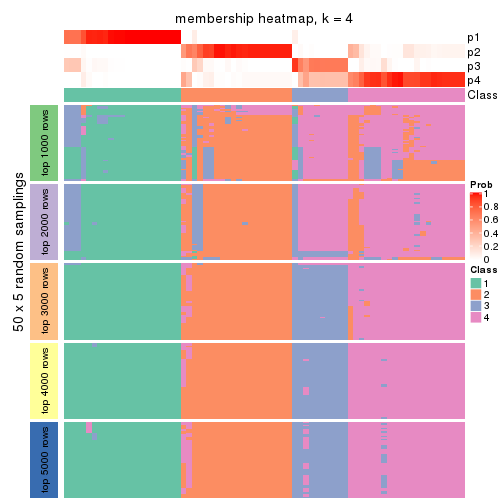 membership heatmap, k = 4
p1
p2
p3
p4
Class
50 x 5 random samplings
top 1000 rows
top 2000 rows
top 3000 rows
top 4000 rows
top 5000 rows
Prob
1
0.8
0.6
0.4
0.2
0
Class
1
2
3
4